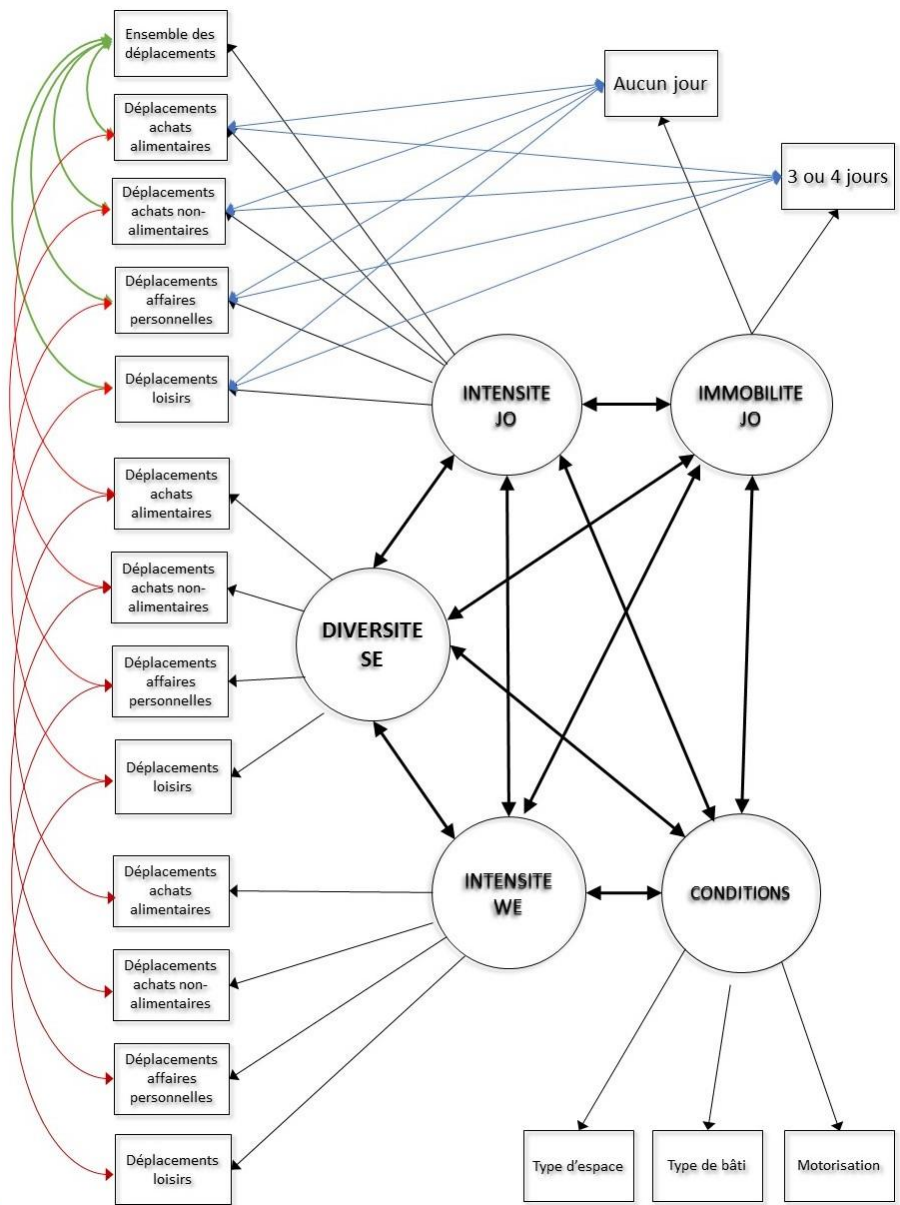 Ensemble des
déplacements
Déplacements
achats
alimentaires
Déplacements
achats non-
alimentaires
Déplacements
affaires
personnelles
Déplacements
loisirs
Déplacements
achats
alimentaires
Déplacements
achats non-
alimentaires
Déplacements
affaires
personnelles
Déplacements
loisirs
Déplacements
achats
alimentaires
Déplacements
achats non-
alimentaires
Déplacements
affaires
personnelles
Déplacements
loisirs
Aucun jour
3 ou 4 jours
INTENSITE
JO
IMMOBILITE
JO
DIVERSITE
SE
INTENSITE
WE
CONDITIONS
Type d’espace
Type de bâti
Motorisation